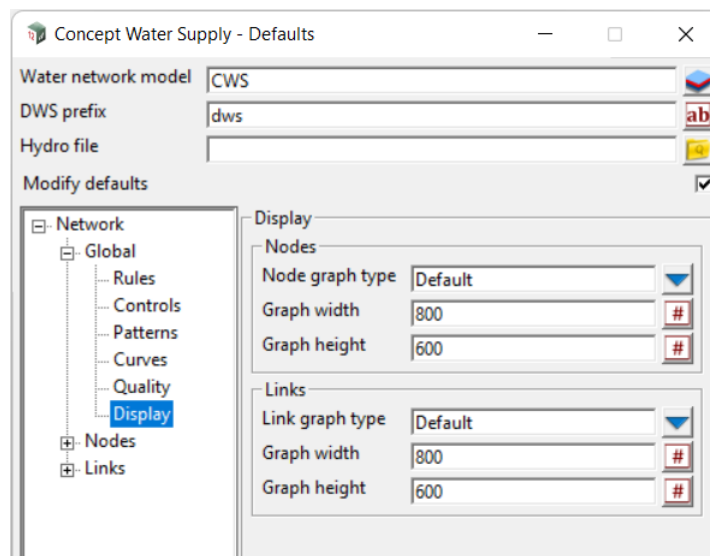 Concept Water Supply - Defaults
Water network model CWS
DWS prefix dws ab
Hydro file
Modify defaults
Network
Global
Rules
Controls
Patterns
Curves
Quality
Display
Nodes
Links
Display
Nodes
Node graph type Default
Graph width 800 #
Graph height 600 #
Links
Link graph type Default
Graph width 800 #
Graph height 600 #